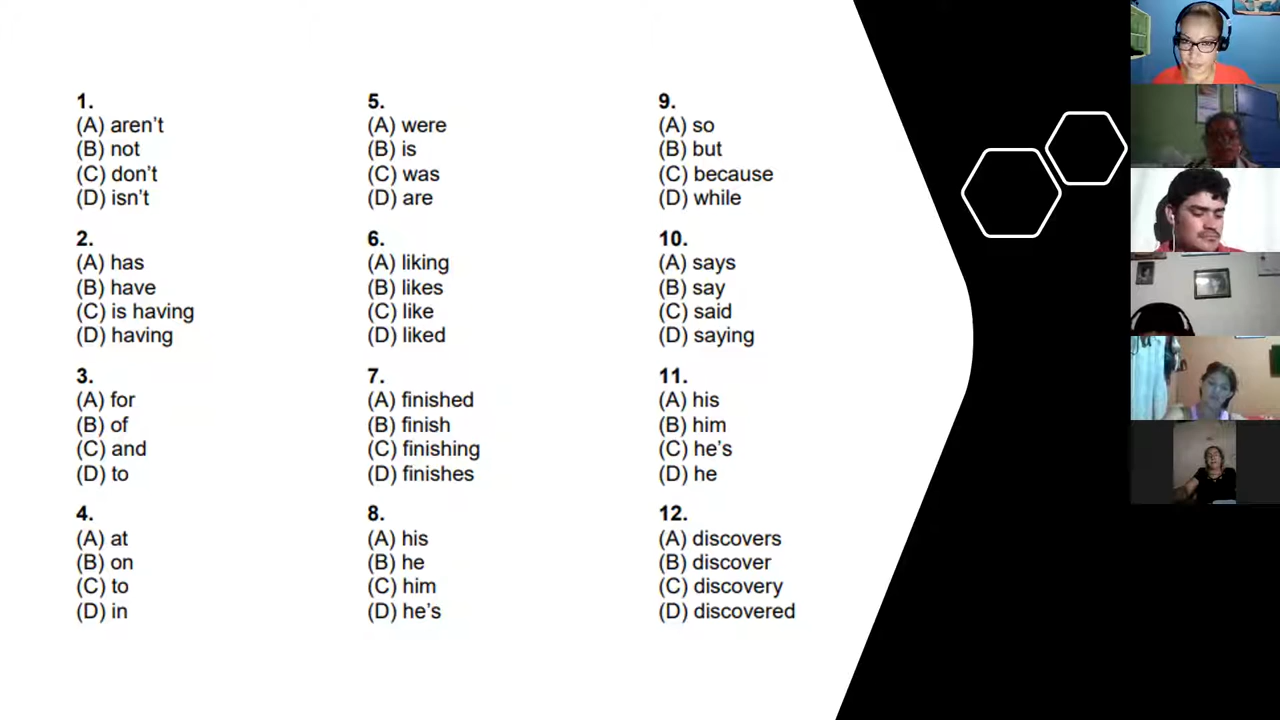 1.
(A) aren't
(B) not
(C) don't
(D) isn't
2.
(A) has
(B) have
(C) is having
(D) having
3.
(A) for
(B) of
(C) and
(D) to
4.
(A) at
(B) on
(C) to
(D) in
5.
(A) were
(B) is
(C) was
(D) are
6.
(A) liking
(B) likes
(C) like
(D) liked
7.
(A) finished
(B) finish
(C) finishing
(D) finishes
8.
(A) his
(B) he
(C) him
(D) he's
9.
(A) so
(B) but
(C) because
(D) while
10.
(A) says
(B) say
(C) said
(D) saying
11.
(A) his
(B) him
(C) he's
(D) he
12.
(A) discovers
(B) discover
(C) discovery
(D) discovered